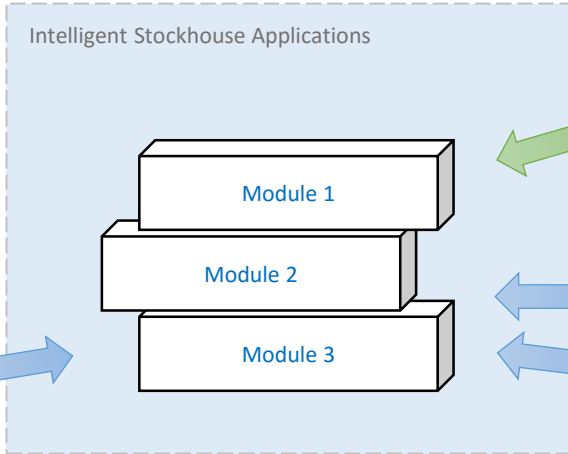 Intelligent Stockhouse Applications
Module 1
Module 2
Module 3